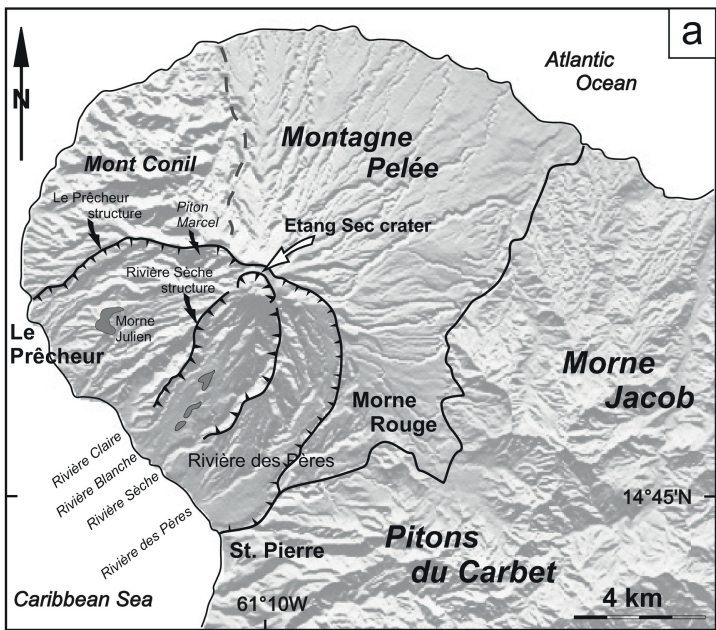 a
Atlantic
Ocean
N
Montagne
Pelée
Mont Conil
Le Prêcheur
structure
Piton
Marcel
Etang Sec crater
Rivière Sèche
structure
Morne
Julien
Le
Prêcheur
Morne
Jacob
Morne
Rouge
Rivière des Pères
Rivière Claire
Rivière Blanche
Rivière Sèche
Rivière des Pères
14°45'N
St. Pierre
Pitons
du Carbet
Caribbean Sea
61°10W
4 km